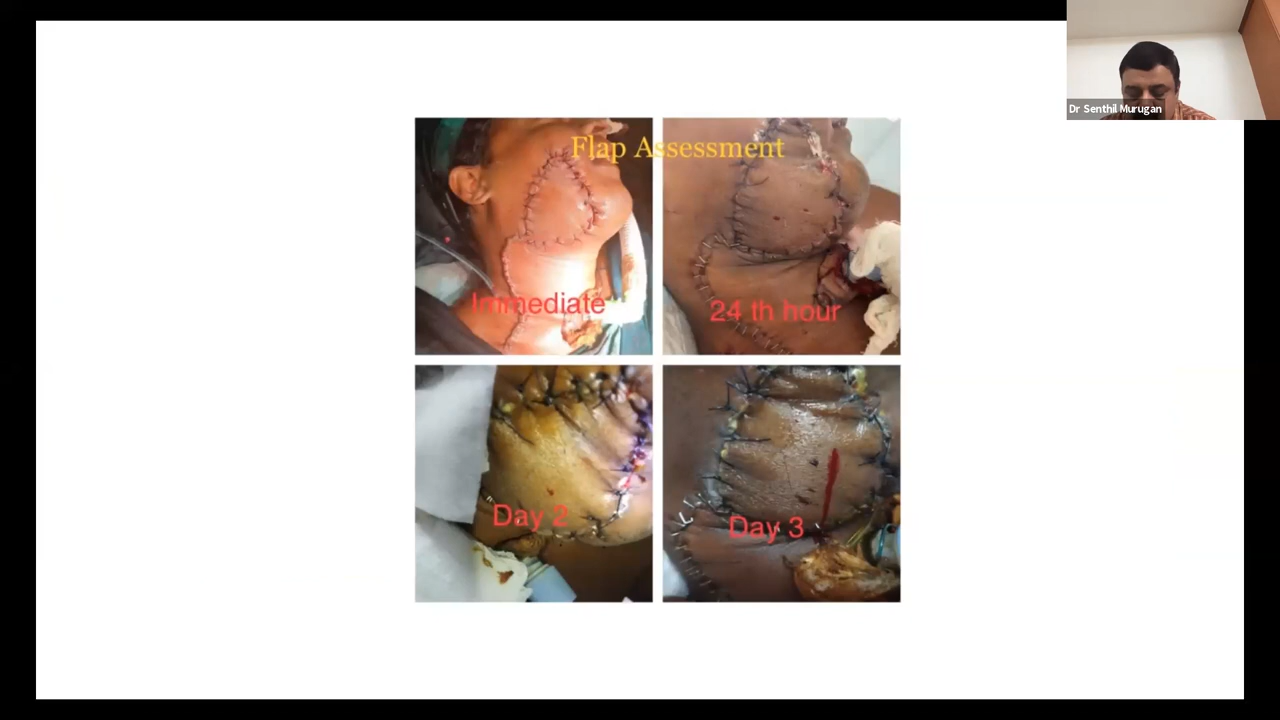 Dr Senthil Murugan
Flap Assessment
Immediate
24 th hour
Day 2
Day 3